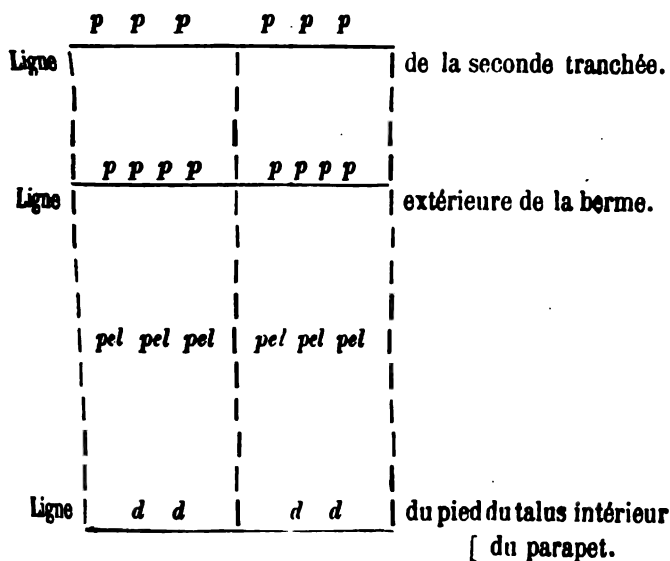 p p p p p p
Ligne de la seconde tranchée.
p p p p p p p p
Ligne extérieure de la berme.
pel pel pel pel pel pel
Ligne d d d d du pied du talus intérieur
[ du parapet.